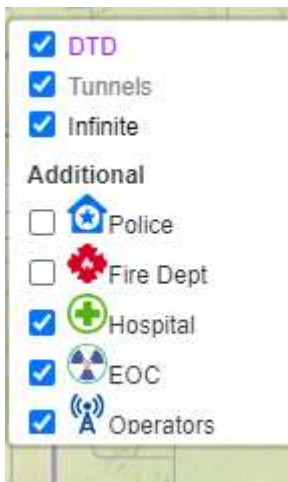 DTD
Tunnels
Infinite
Additional
Police
Fire Dept
Hospital
EOC
Operators